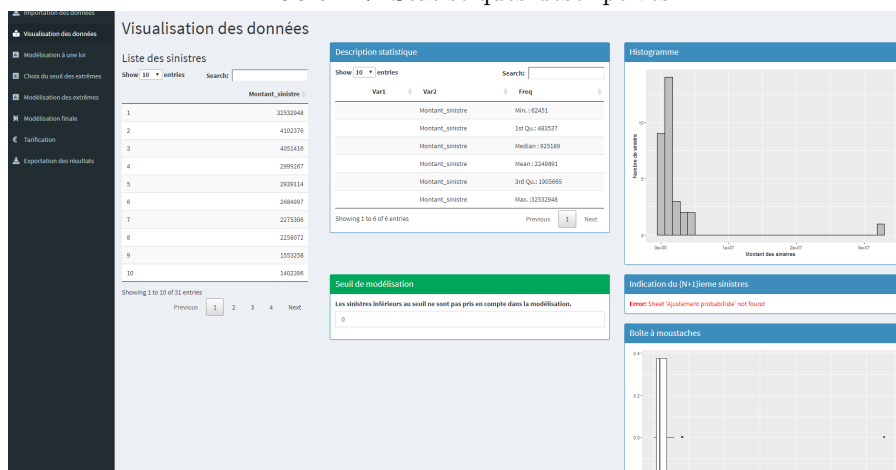 Importation des données
Visualisation des données
Modélisation à une loi
Choix du seuil des extrêmes
Modélisation des extrêmes
Modélisation finale
Tarification
Exportation des résultats
Visualisation des données
Liste des sinistres
Show 10 entries Search:
Montant_sinistre
1 32532948
2 4102376
3 4051416
4 2999267
5 2939114
6 2684997
7 2275306
8 2258072
9 1553258
10 1402396
Showing 1 to 10 of 31 entries
Previous 1 2 3 4 Next
Description statistique
Show 10 entries Search:
Var1 Var2 Freq
Montant_sinistre Min. : 62451
Montant_sinistre 1st Qu.: 483537
Montant_sinistre Median : 925189
Montant_sinistre Mean : 2249891
Montant_sinistre 3rd Qu.: 1905665
Montant_sinistre Max. :32532948
Showing 1 to 6 of 6 entries
Previous 1 Next
Seuil de modélisation
Les sinistres inférieurs au seuil ne sont pas pris en compte dans la modélisation.
0
Histogramme
Nombre de sinistre
10
5
0
0e+00 1e+07 2e+07 3e+07
Montant des sinistres
Indication du (N+1)ieme sinistres
Error: Sheet 'Ajustement probabiliste' not found
Boîte à moustaches
0.4
0.2
0.0